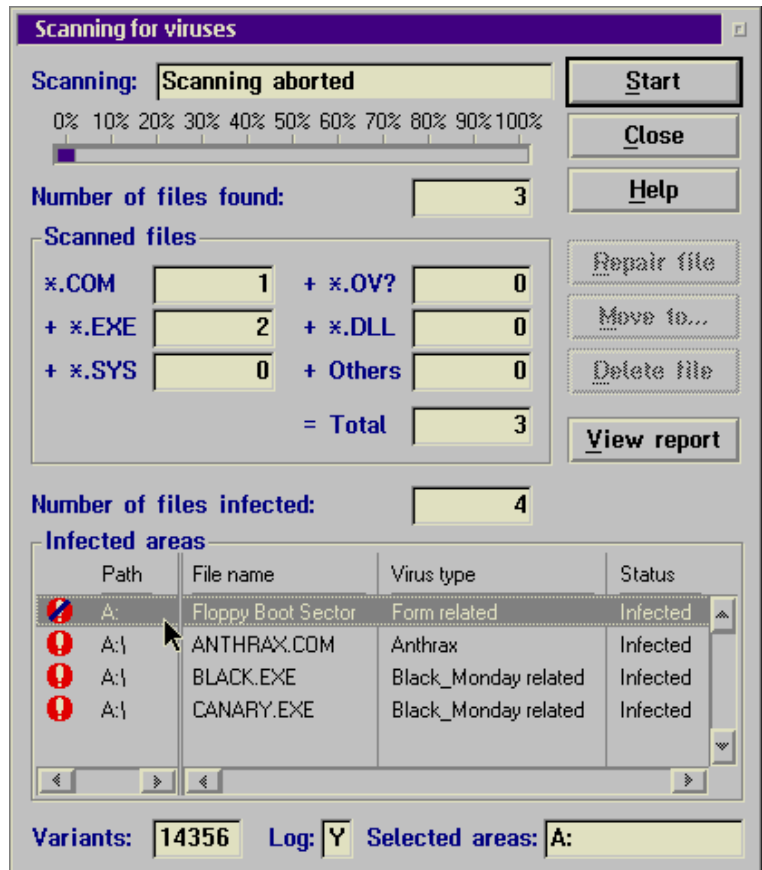 Scanning for viruses
Scanning: Scanning aborted
Start
0% 10% 20% 30% 40% 50% 60% 70% 80% 90% 100%
Close
Number of files found: 3
Help
Scanned files
*.COM 1 + *.OV? 0
Repair file
+ *.EXE 2 + *.DLL 0
Move to...
+ *.SYS 0 + Others 0
Delete file
= Total 3
View report
Number of files infected: 4
Infected areas
Path File name Virus type Status
A: Floppy Boot Sector Form related Infected
A:\ ANTHRAX.COM Anthrax Infected
A:\ BLACK.EXE Black_Monday related Infected
A:\ CANARY.EXE Black_Monday related Infected
Variants: 14356 Log: Y Selected areas: A: